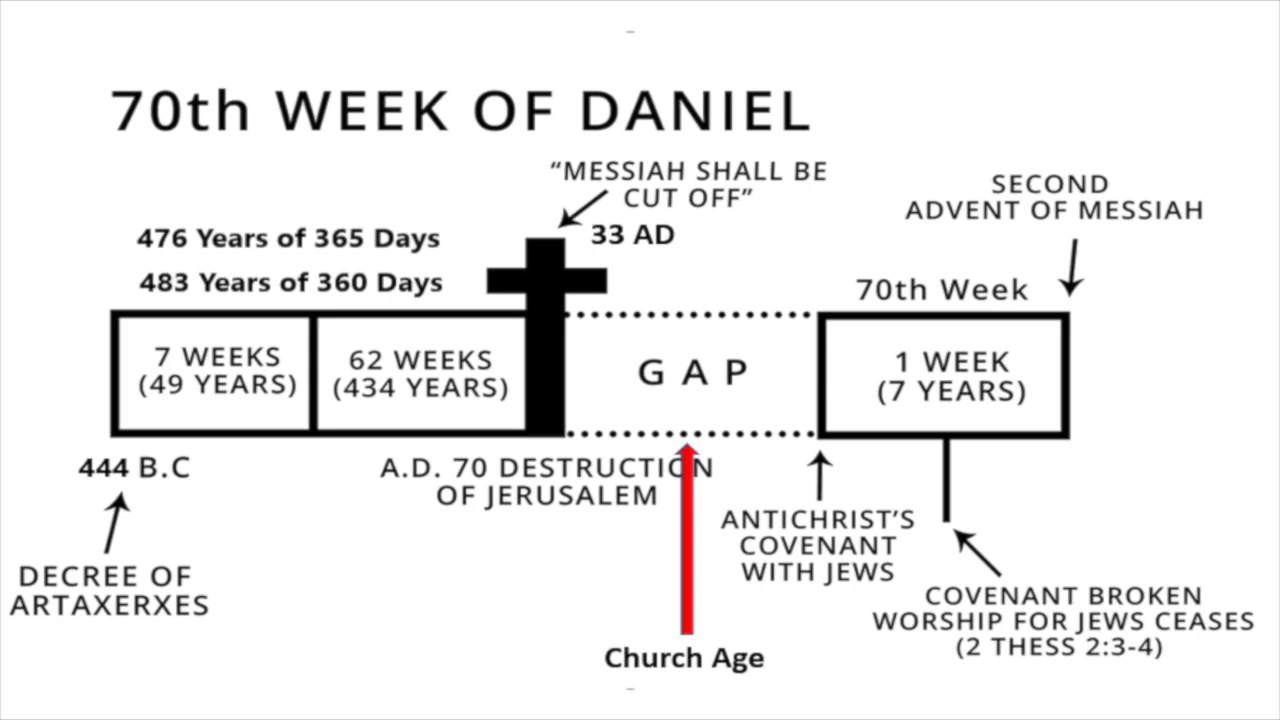 70th WEEK OF DANIEL
“MESSIAH SHALL BE
CUT OFF”
33 AD
SECOND
ADVENT OF MESSIAH
476 Years of 365 Days
483 Years of 360 Days
70th Week
7 WEEKS
(49 YEARS)
62 WEEKS
(434 YEARS)
GAP
1 WEEK
(7 YEARS)
444 B.C
A.D. 70 DESTRUCTION
OF JERUSALEM
DECREE OF
ARTAXERXES
ANTICHRIST’S
COVENANT
WITH JEWS
COVENANT BROKEN
WORSHIP FOR JEWS CEASES
(2 THESS 2:3-4)
Church Age